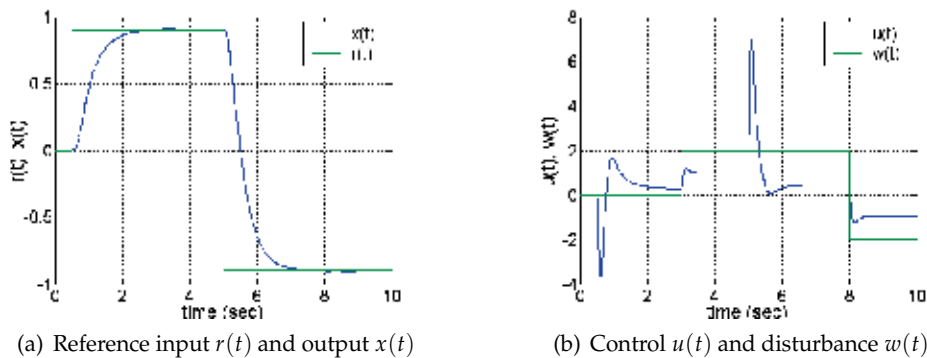 1
0.5
0
-0.5
-1
0 2 4 6 8 10
r(t) x(t)
time (sec)
x(t)
8
6
4
2
0
-2
-4
0 2 4 6 8 10
u(t), w(t)
time (sec)
u(t)
w(t)
(a) Reference input r(t) and output x(t)
(b) Control u(t) and disturbance w(t)